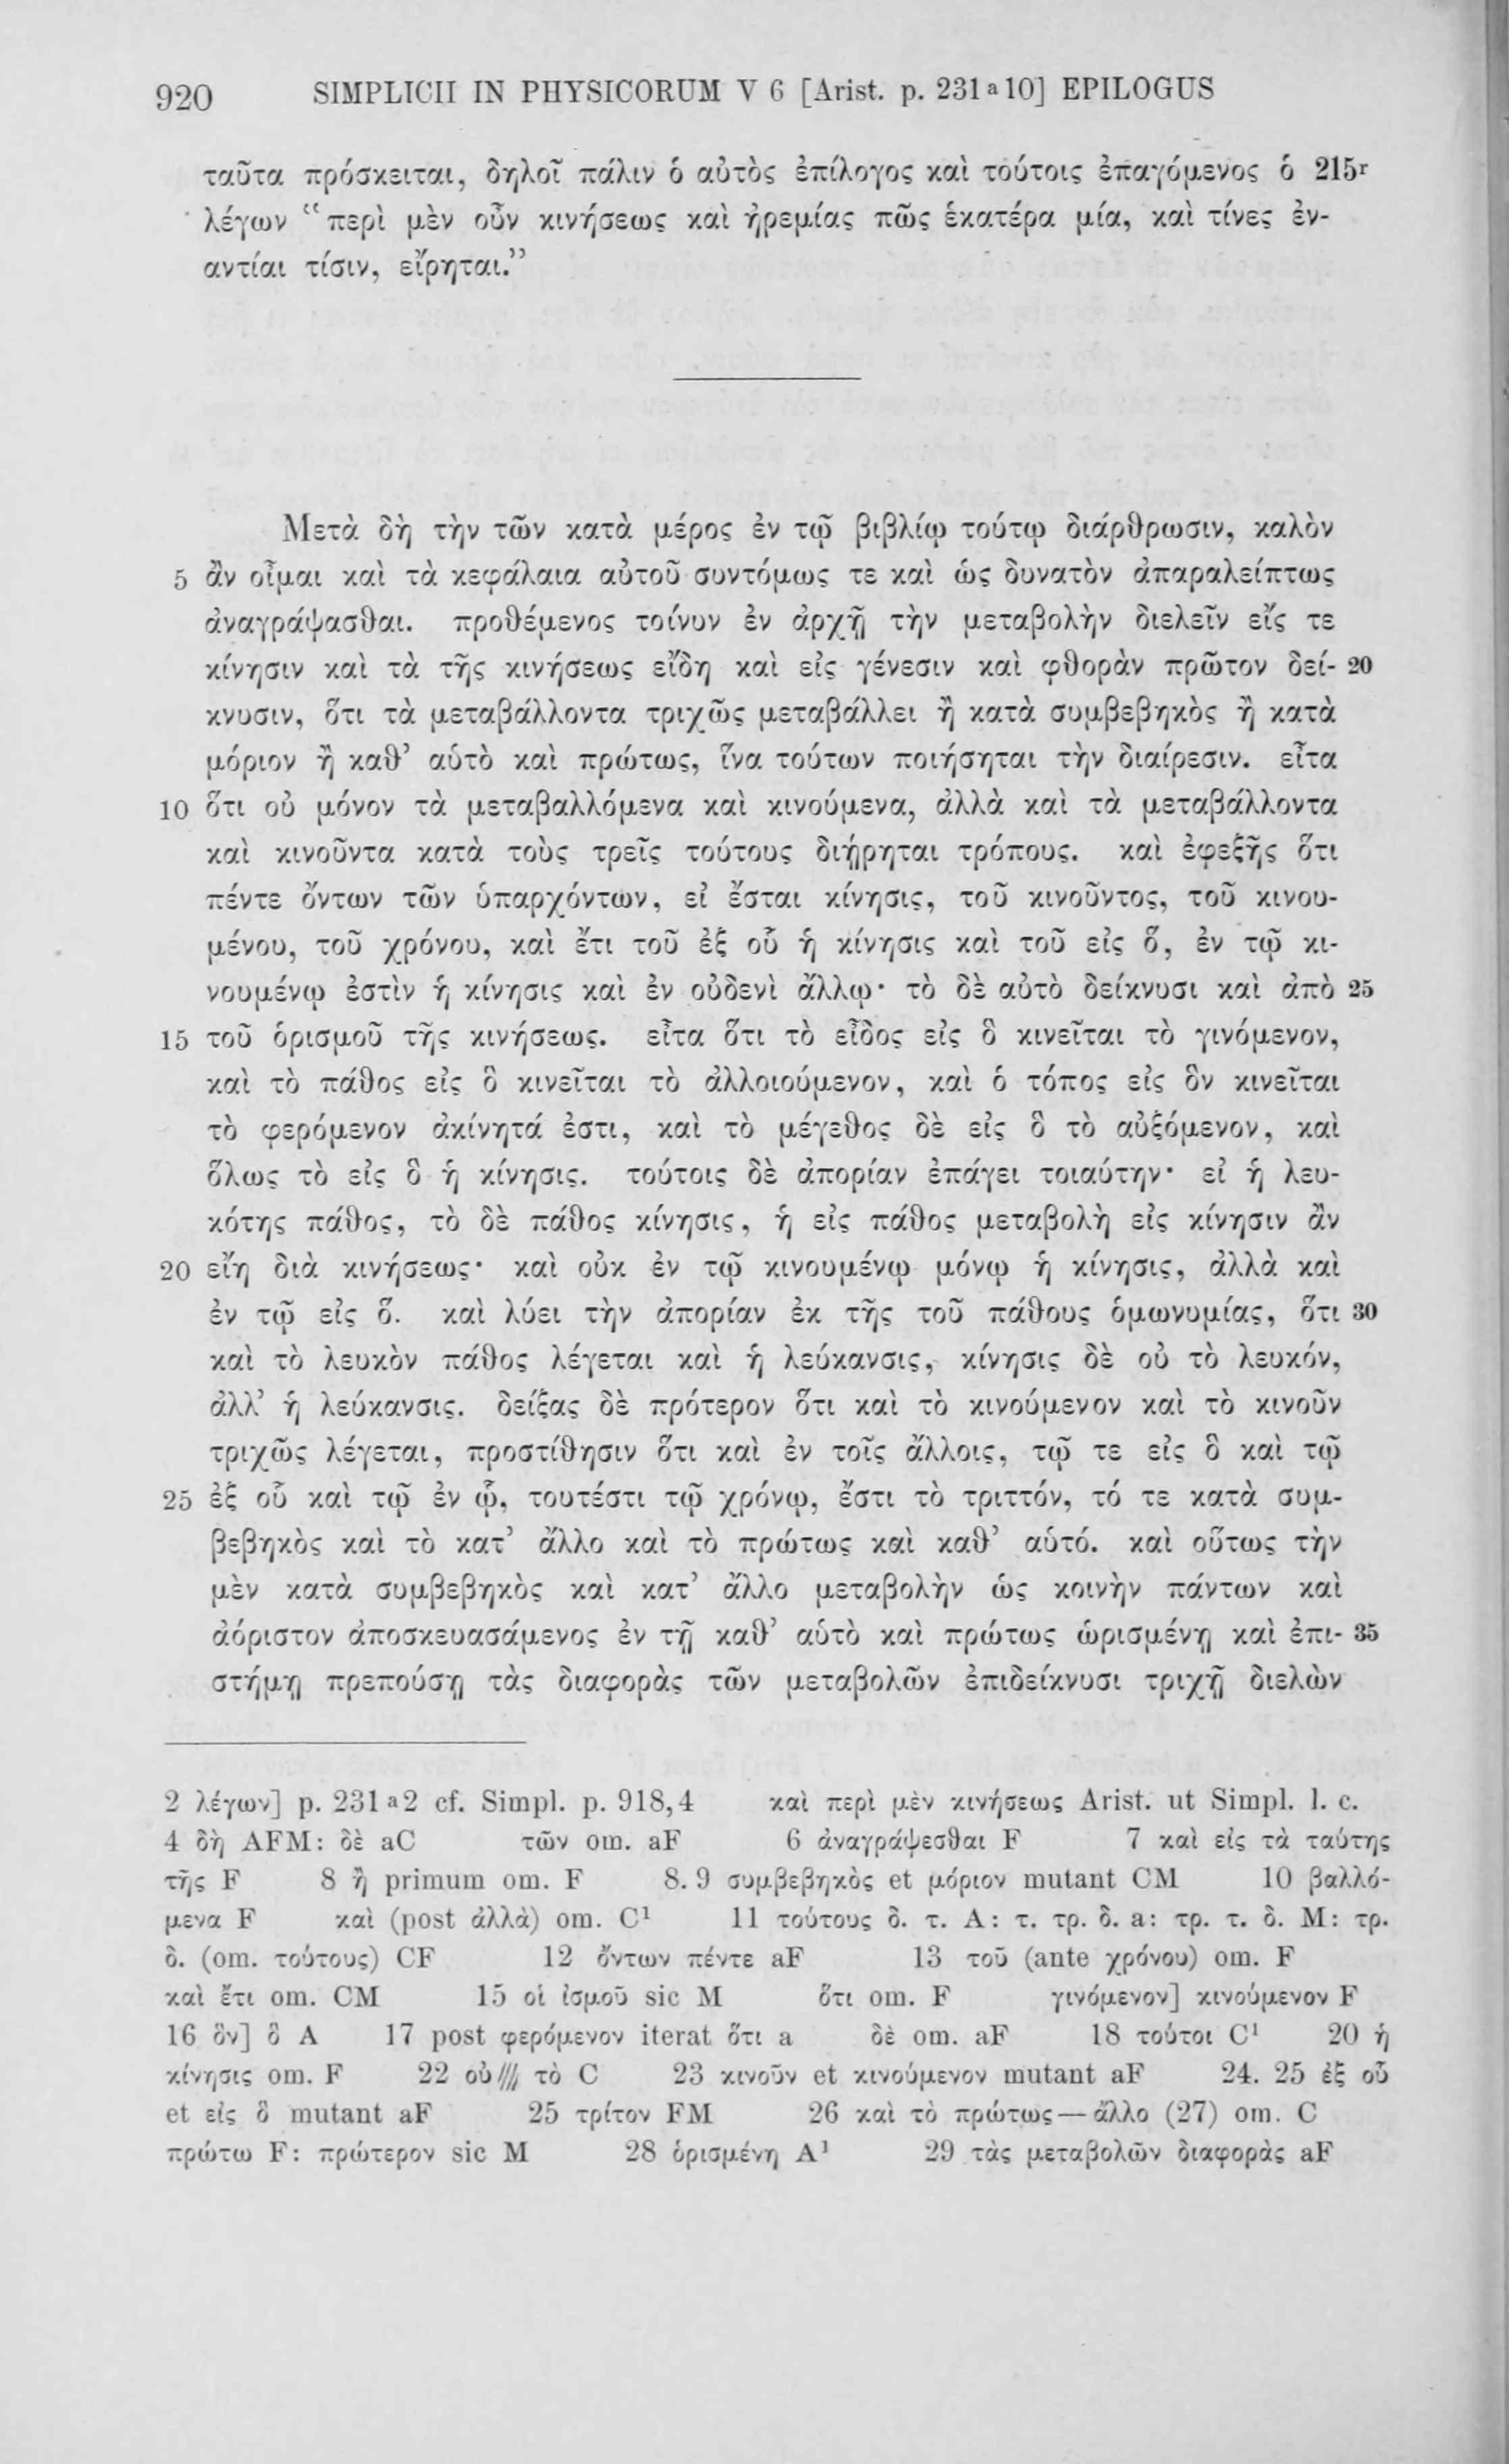 920 SIMPLICII IN PHYSICORUM V 6 [Arist. p. 231 a 10] EPILOGUS
ταῦτα πρόσκειται, δηλοῖ πάλιν ὁ αὐτὸς ἐπίλογος καὶ τούτοις ἐπαγόμενος ὁ 215r
λέγων “περὶ μὲν οὖν κινήσεως καὶ ἠρεμίας πῶς ἑκατέρα μία, καὶ τίνες ἐν-
αντίαι τίσιν, εἴρηται.”
Μετὰ δὴ τὴν τῶν κατὰ μέρος ἐν τῷ βιβλίῳ τούτῳ διάρθρωσιν, καλὸν
5 ἂν οἶμαι καὶ τὰ κεφάλαια αὐτοῦ συντόμως τε καὶ ὡς δυνατὸν ἀπαραλείπτως
ἀναγράψασθαι. προθέμενος τοίνυν ἐν ἀρχῇ τὴν μεταβολὴν διελεῖν εἴς τε
κίνησιν καὶ τὰ τῆς κινήσεως εἴδη καὶ εἰς γένεσιν καὶ φθορὰν πρῶτον δεί- 20
κνυσιν, ὅτι τὰ μεταβάλλοντα τριχῶς μεταβάλλει ἢ κατὰ συμβεβηκὸς ἢ κατὰ
μόριον ἢ καθ’ αὑτὸ καὶ πρώτως, ἵνα τούτων ποιήσηται τὴν διαίρεσιν. εἶτα
10 ὅτι οὐ μόνον τὰ μεταβαλλόμενα καὶ κινούμενα, ἀλλὰ καὶ τὰ μεταβάλλοντα
καὶ κινοῦντα κατὰ τοὺς τρεῖς τούτους διῄρηται τρόπους. καὶ ἐφεξῆς ὅτι
πέντε ὄντων τῶν ὑπαρχόντων, εἰ ἔσται κίνησις, τοῦ κινοῦντος, τοῦ κινου-
μένου, τοῦ χρόνου, καὶ ἔτι τοῦ ἐξ οὗ ἡ κίνησις καὶ τοῦ εἰς ὅ, ἐν τῷ κι-
νουμένῳ ἐστὶν ἡ κίνησις καὶ ἐν οὐδενὶ ἄλλῳ· τὸ δὲ αὐτὸ δείκνυσι καὶ ἀπὸ 25
15 τοῦ ὁρισμοῦ τῆς κινήσεως. εἶτα ὅτι τὸ εἶδος εἰς ὃ κινεῖται τὸ γινόμενον,
καὶ τὸ πάθος εἰς ὃ κινεῖται τὸ ἀλλοιούμενον, καὶ ὁ τόπος εἰς ὃν κινεῖται
τὸ φερόμενον ἀκίνητά ἐστι, καὶ τὸ μέγεθος δὲ εἰς ὃ τὸ αὐξόμενον, καὶ
ὅλως τὸ εἰς ὃ ἡ κίνησις. τούτοις δὲ ἀπορίαν ἐπάγει τοιαύτην· εἰ ἡ λευ-
κότης πάθος, τὸ δὲ πάθος κίνησις, ἡ εἰς πάθος μεταβολὴ εἰς κίνησιν ἂν
20 εἴη διὰ κινήσεως· καὶ οὐκ ἐν τῷ κινουμένῳ μόνῳ ἡ κίνησις, ἀλλὰ καὶ
ἐν τῷ εἰς ὅ. καὶ λύει τὴν ἀπορίαν ἐκ τῆς τοῦ πάθους ὁμωνυμίας, ὅτι 30
καὶ τὸ λευκὸν πάθος λέγεται καὶ ἡ λεύκανσις, κίνησις δὲ οὐ τὸ λευκόν,
ἀλλ’ ἡ λεύκανσις. δείξας δὲ πρότερον ὅτι καὶ τὸ κινούμενον καὶ τὸ κινοῦν
τριχῶς λέγεται, προστίθησιν ὅτι καὶ ἐν τοῖς ἄλλοις, τῷ τε εἰς ὃ καὶ τῷ
25 ἐξ οὗ καὶ τῷ ἐν ᾧ, τουτέστι τῷ χρόνῳ, ἔστι τὸ τριττόν, τό τε κατὰ συμ-
βεβηκὸς καὶ τὸ κατ’ ἄλλο καὶ τὸ πρώτως καὶ καθ’ αὑτό. καὶ οὕτως τὴν
μὲν κατὰ συμβεβηκὸς καὶ κατ’ ἄλλο μεταβολὴν ὡς κοινὴν πάντων καὶ
ἀόριστον ἀποσκευασάμενος ἐν τῇ καθ’ αὑτὸ καὶ πρώτως ὡρισμένῃ καὶ ἐπι- 35
στήμῃ πρεπούσῃ τὰς διαφορὰς τῶν μεταβολῶν ἐπιδείκνυσι τριχῇ διελὼν
2 λέγων] p. 231 a 2 cf. Simpl. p. 918,4 καὶ περὶ μὲν κινήσεως Arist. ut Simpl. l. c.
4 δὴ AFM: δὲ aC τῶν om. aF 6 ἀναγράψεσθαι F 7 καὶ εἰς τὰ ταύτης
τῆς F 8 ἢ primum om. F 8. 9 συμβεβηκὸς et μόριον mutant CM 10 βαλλό-
μενα F καὶ (post ἀλλὰ) om. C¹ 11 τούτους δ. τ. A: τ. τρ. δ. a: τρ. τ. δ. M: τρ.
δ. (om. τούτους) CF 12 ὄντων πέντε aF 13 τοῦ (ante χρόνου) om. F
καὶ ἔτι om. CM 15 οἱ ἰσμοῦ sic M ὅτι om. F γινόμενον] κινούμενον F
16 ὃν] ὃ A 17 post φερόμενον iterat ὅτι a δὲ om. aF 18 τούτοι C¹ 20 ἡ
κίνησις om. F 22 οὐ//// τὸ C 23 κινοῦν et κινούμενον mutant aF 24. 25 ἐξ οὗ
et εἰς ὃ mutant aF 25 τρίτον FM 26 καὶ τὸ πρώτως — ἄλλο (27) om. C
πρώτω F: πρώτερον sic M 28 ὁρισμένη A¹ 29 τὰς μεταβολῶν διαφορὰς aF